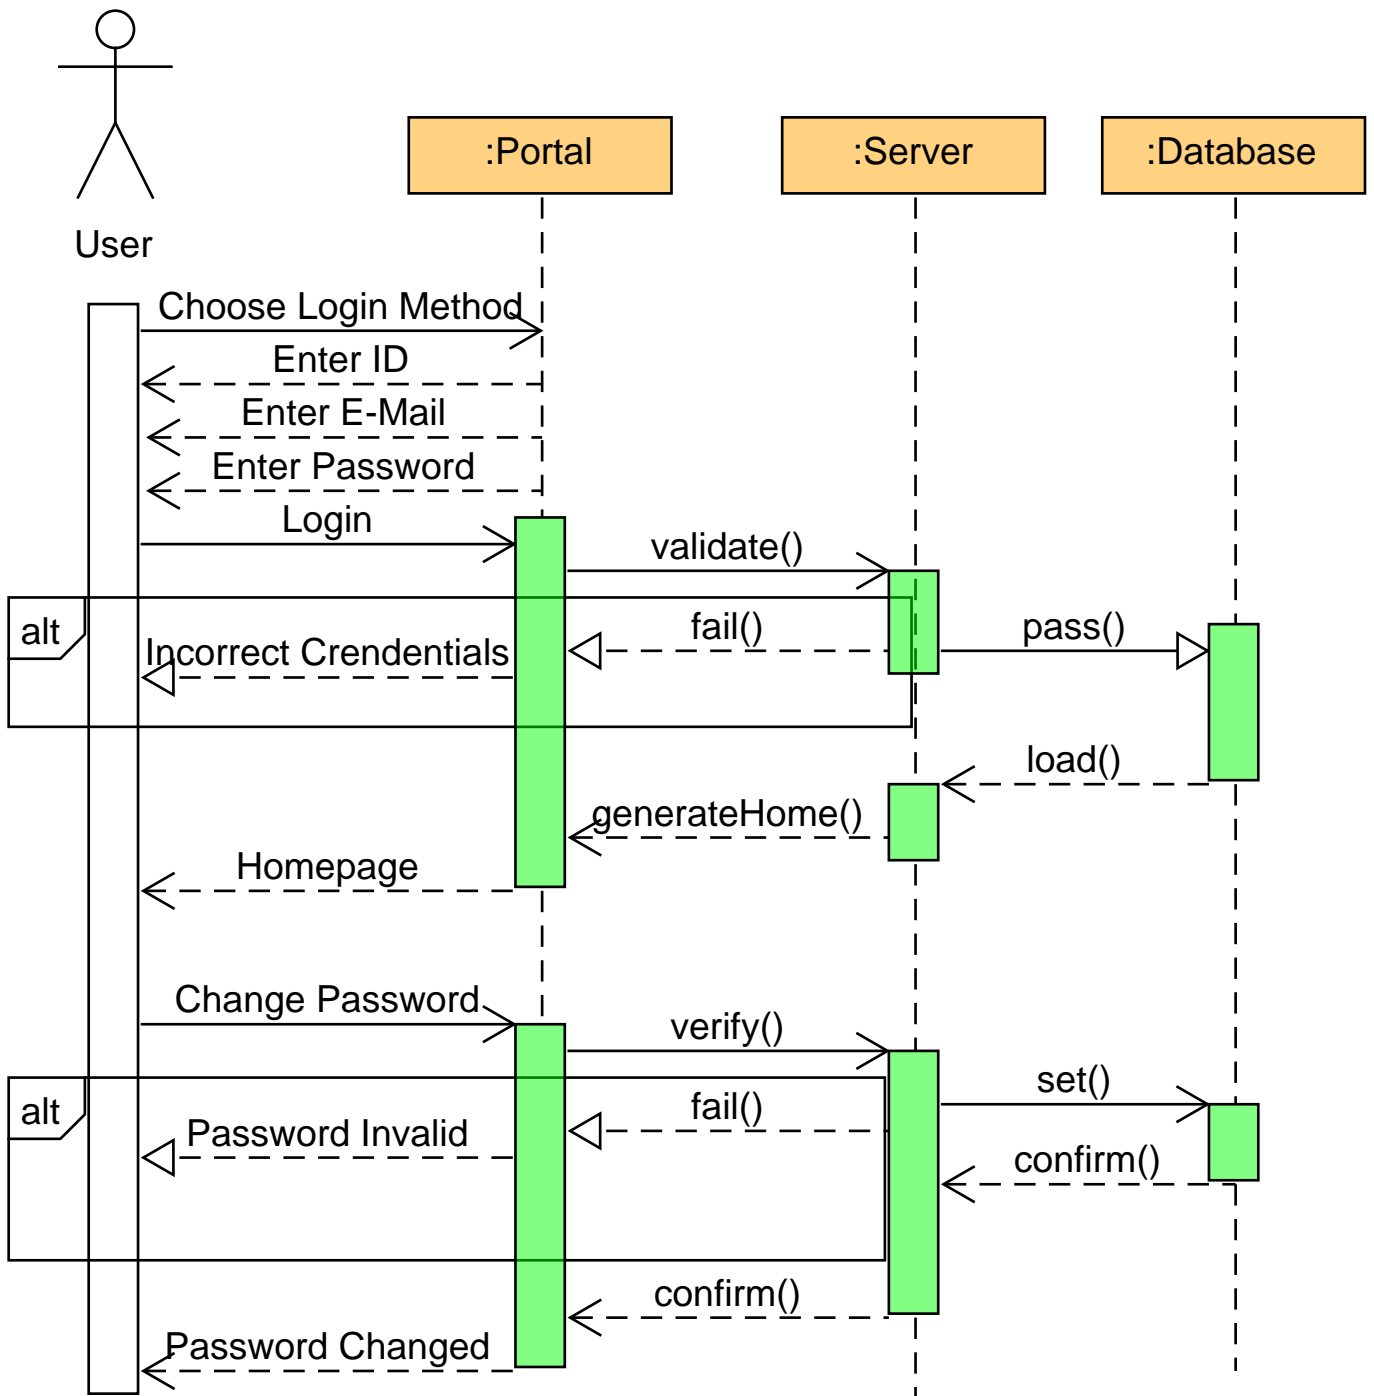 :Portal
:Server
:Database
User
Choose Login Method
Enter ID
Enter E-Mail
Enter Password
Login
validate()
alt
fail()
pass()
Incorrect Crendentials
load()
generateHome()
Homepage
Change Password
verify()
set()
alt
fail()
Password Invalid
confirm()
confirm()
Password Changed